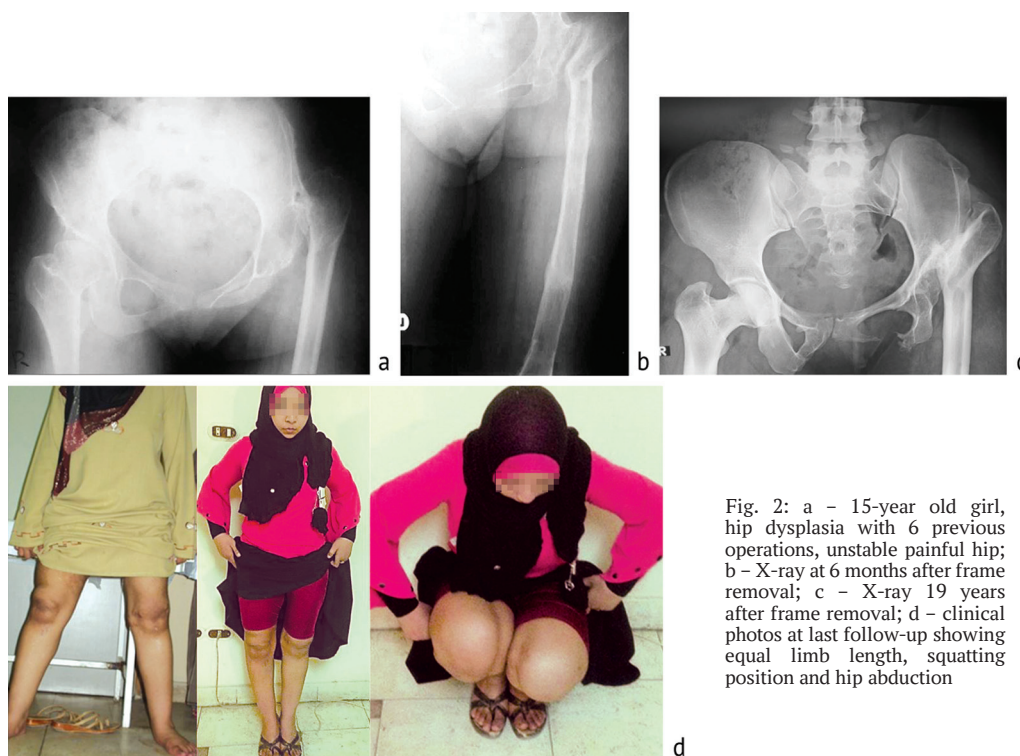 a
b
c
R
R
d
Fig. 2: a – 15-year old girl,
hip dysplasia with 6 previous
operations, unstable painful hip;
b – X-ray at 6 months after frame
removal; c – X-ray 19 years
after frame removal; d – clinical
photos at last follow-up showing
equal limb length, squatting
position and hip abduction